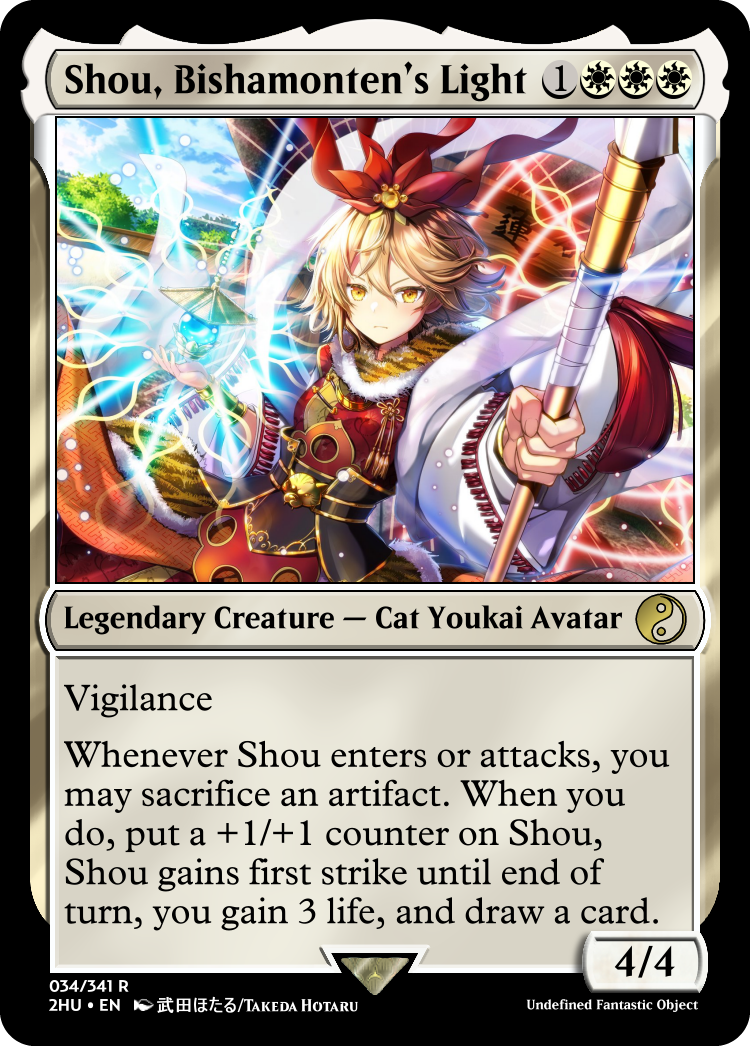 Shou, Bishamonten's Light 1
蓮
Legendary Creature — Cat Youkai Avatar
Vigilance
Whenever Shou enters or attacks, you
may sacrifice an artifact. When you
do, put a +1/+1 counter on Shou,
Shou gains first strike until end of
turn, you gain 3 life, and draw a card.
4/4
034/341 R
2HU • EN 武田ほたる/Takeda Hotaru
Undefined Fantastic Object